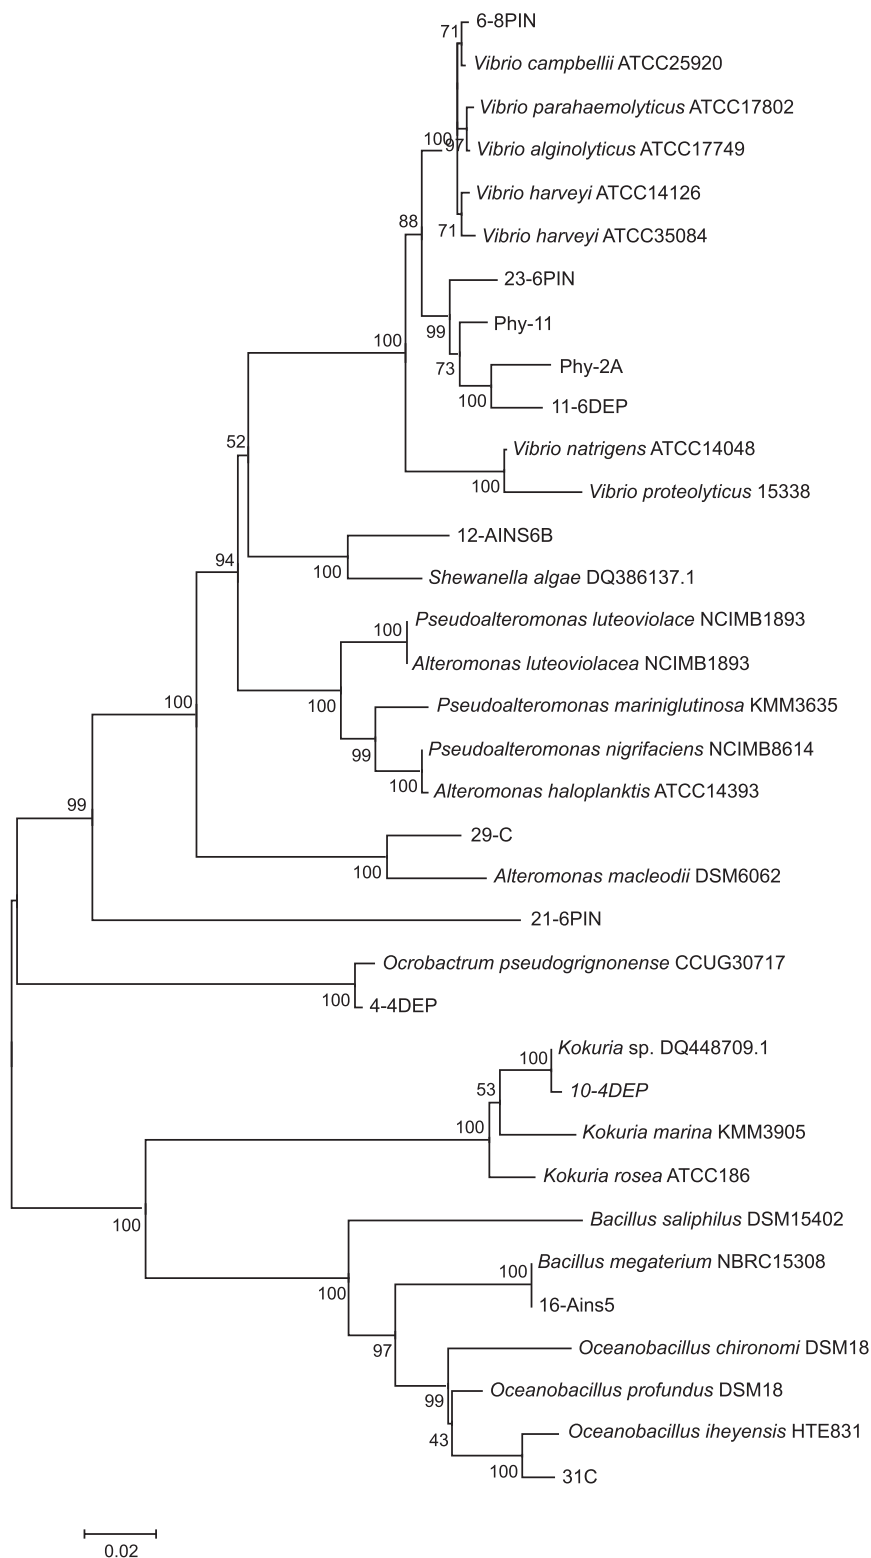 71
6-8PIN
Vibrio campbellii ATCC25920
Vibrio parahaemolyticus ATCC17802
100
97
Vibrio alginolyticus ATCC17749
Vibrio harveyi ATCC14126
88
71
Vibrio harveyi ATCC35084
23-6PIN
99
Phy-11
100
73
Phy-2A
100
11-6DEP
52
Vibrio natrigens ATCC14048
100
Vibrio proteolyticus 15338
12-AINS6B
94
100
Shewanella algae DQ386137.1
100
Pseudoalteromonas luteoviolace NCIMB1893
Alteromonas luteoviolacea NCIMB1893
100
100
Pseudoalteromonas mariniglutinosa KMM3635
99
Pseudoalteromonas nigrifaciens NCIMB8614
100
Alteromonas haloplanktis ATCC14393
99
29-C
100
Alteromonas macleodii DSM6062
21-6PIN
Ocrobactrum pseudogrignonense CCUG30717
100
4-4DEP
100
Kokuria sp. DQ448709.1
53
10-4DEP
100
Kokuria marina KMM3905
Kokuria rosea ATCC186
100
Bacillus saliphilus DSM15402
100
Bacillus megaterium NBRC15308
100
16-Ains5
97
Oceanobacillus chironomi DSM18
99
Oceanobacillus profundus DSM18
43
Oceanobacillus iheyensis HTE831
100
31C
0.02